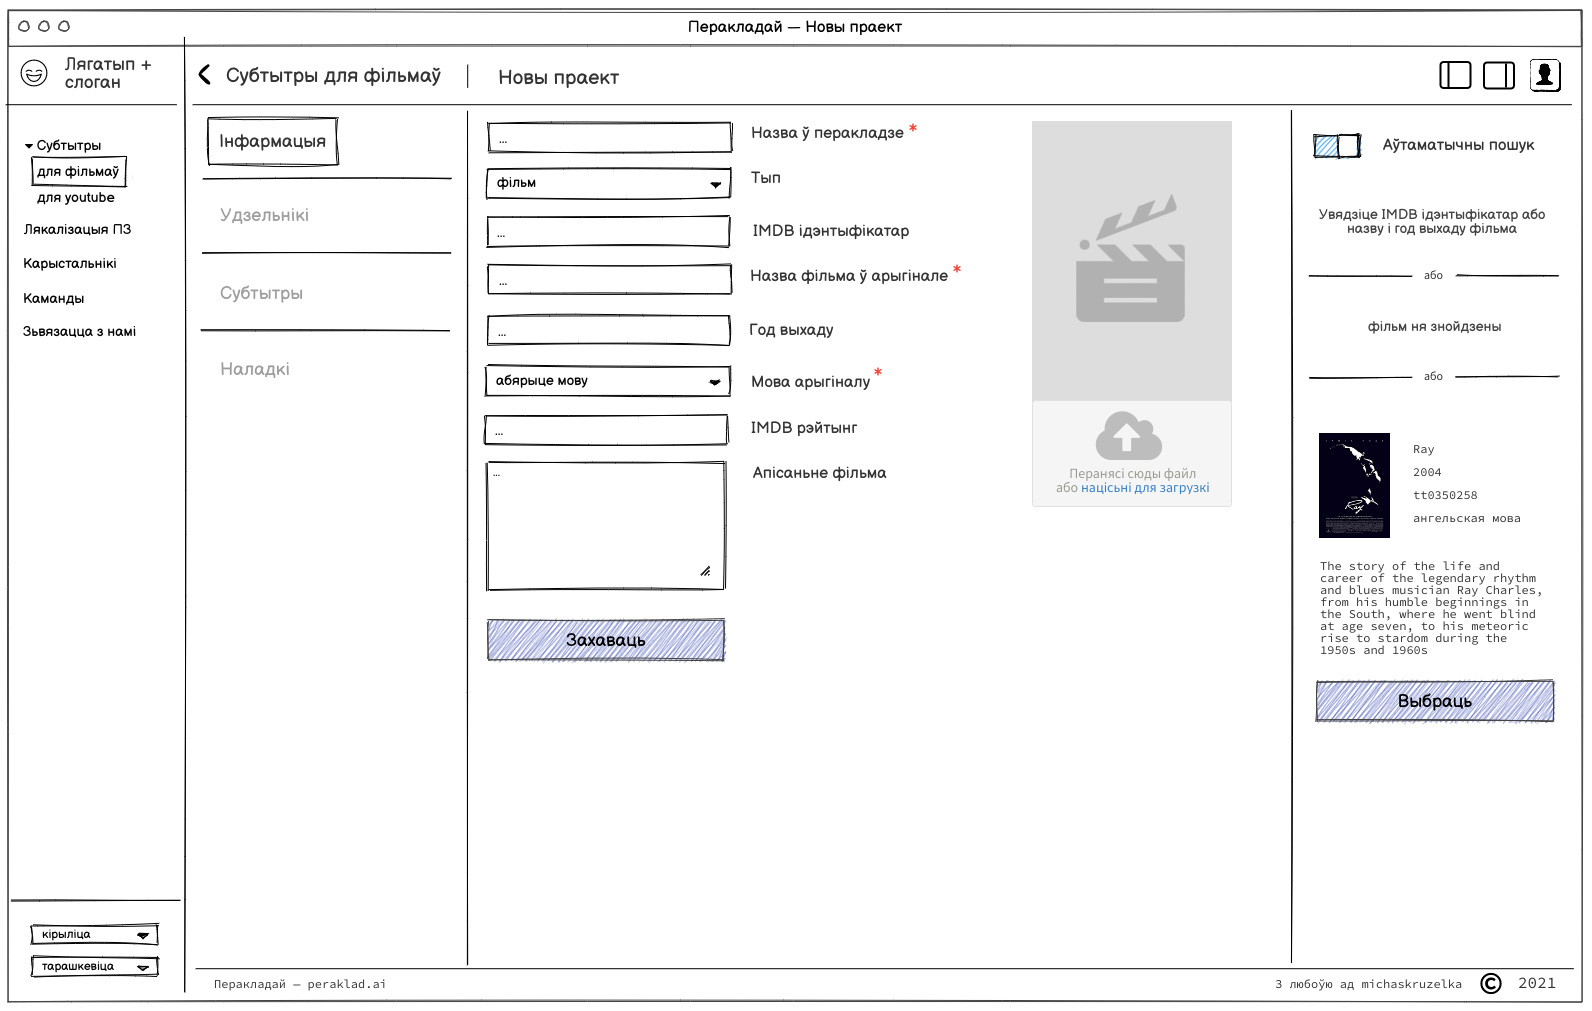 Перакладай — Новы праект
Лягатып +
слоган
Субтытры для фільмаў
Новы праект
Субтытры
для фільмаў
для youtube
Лякалізацыя ПЗ
Карыстальнікі
Каманды
Зьвязацца з намі
кірыліца
тарашкевіца
Інфармацыя
Удзельнікі
Субтытры
Наладкі
...
Назва ў перакладзе *
фільм
Тып
...
IMDB ідэнтыфікатар
...
Назва фільма ў арыгінале *
...
Год выхаду
абярыце мову
Мова арыгіналу *
...
IMDB рэйтынг
...
Апісаньне фільма
Захаваць
Перанясі сюды файл
або націсьні для загрузкі
Аўтаматычны пошук
Увядзіце IMDB ідэнтыфікатар або
назву і год выхаду фільма
або
фільм ня знойдзены
або
Ray
Ray
2004
tt0350258
ангельская мова
The story of the life and
career of the legendary rhythm
and blues musician Ray Charles,
from his humble beginnings in
the South, where he went blind
at age seven, to his meteoric
rise to stardom during the
1950s and 1960s
Выбраць
Перакладай — peraklad.ai
З любоўю ад michaskruzelka © 2021